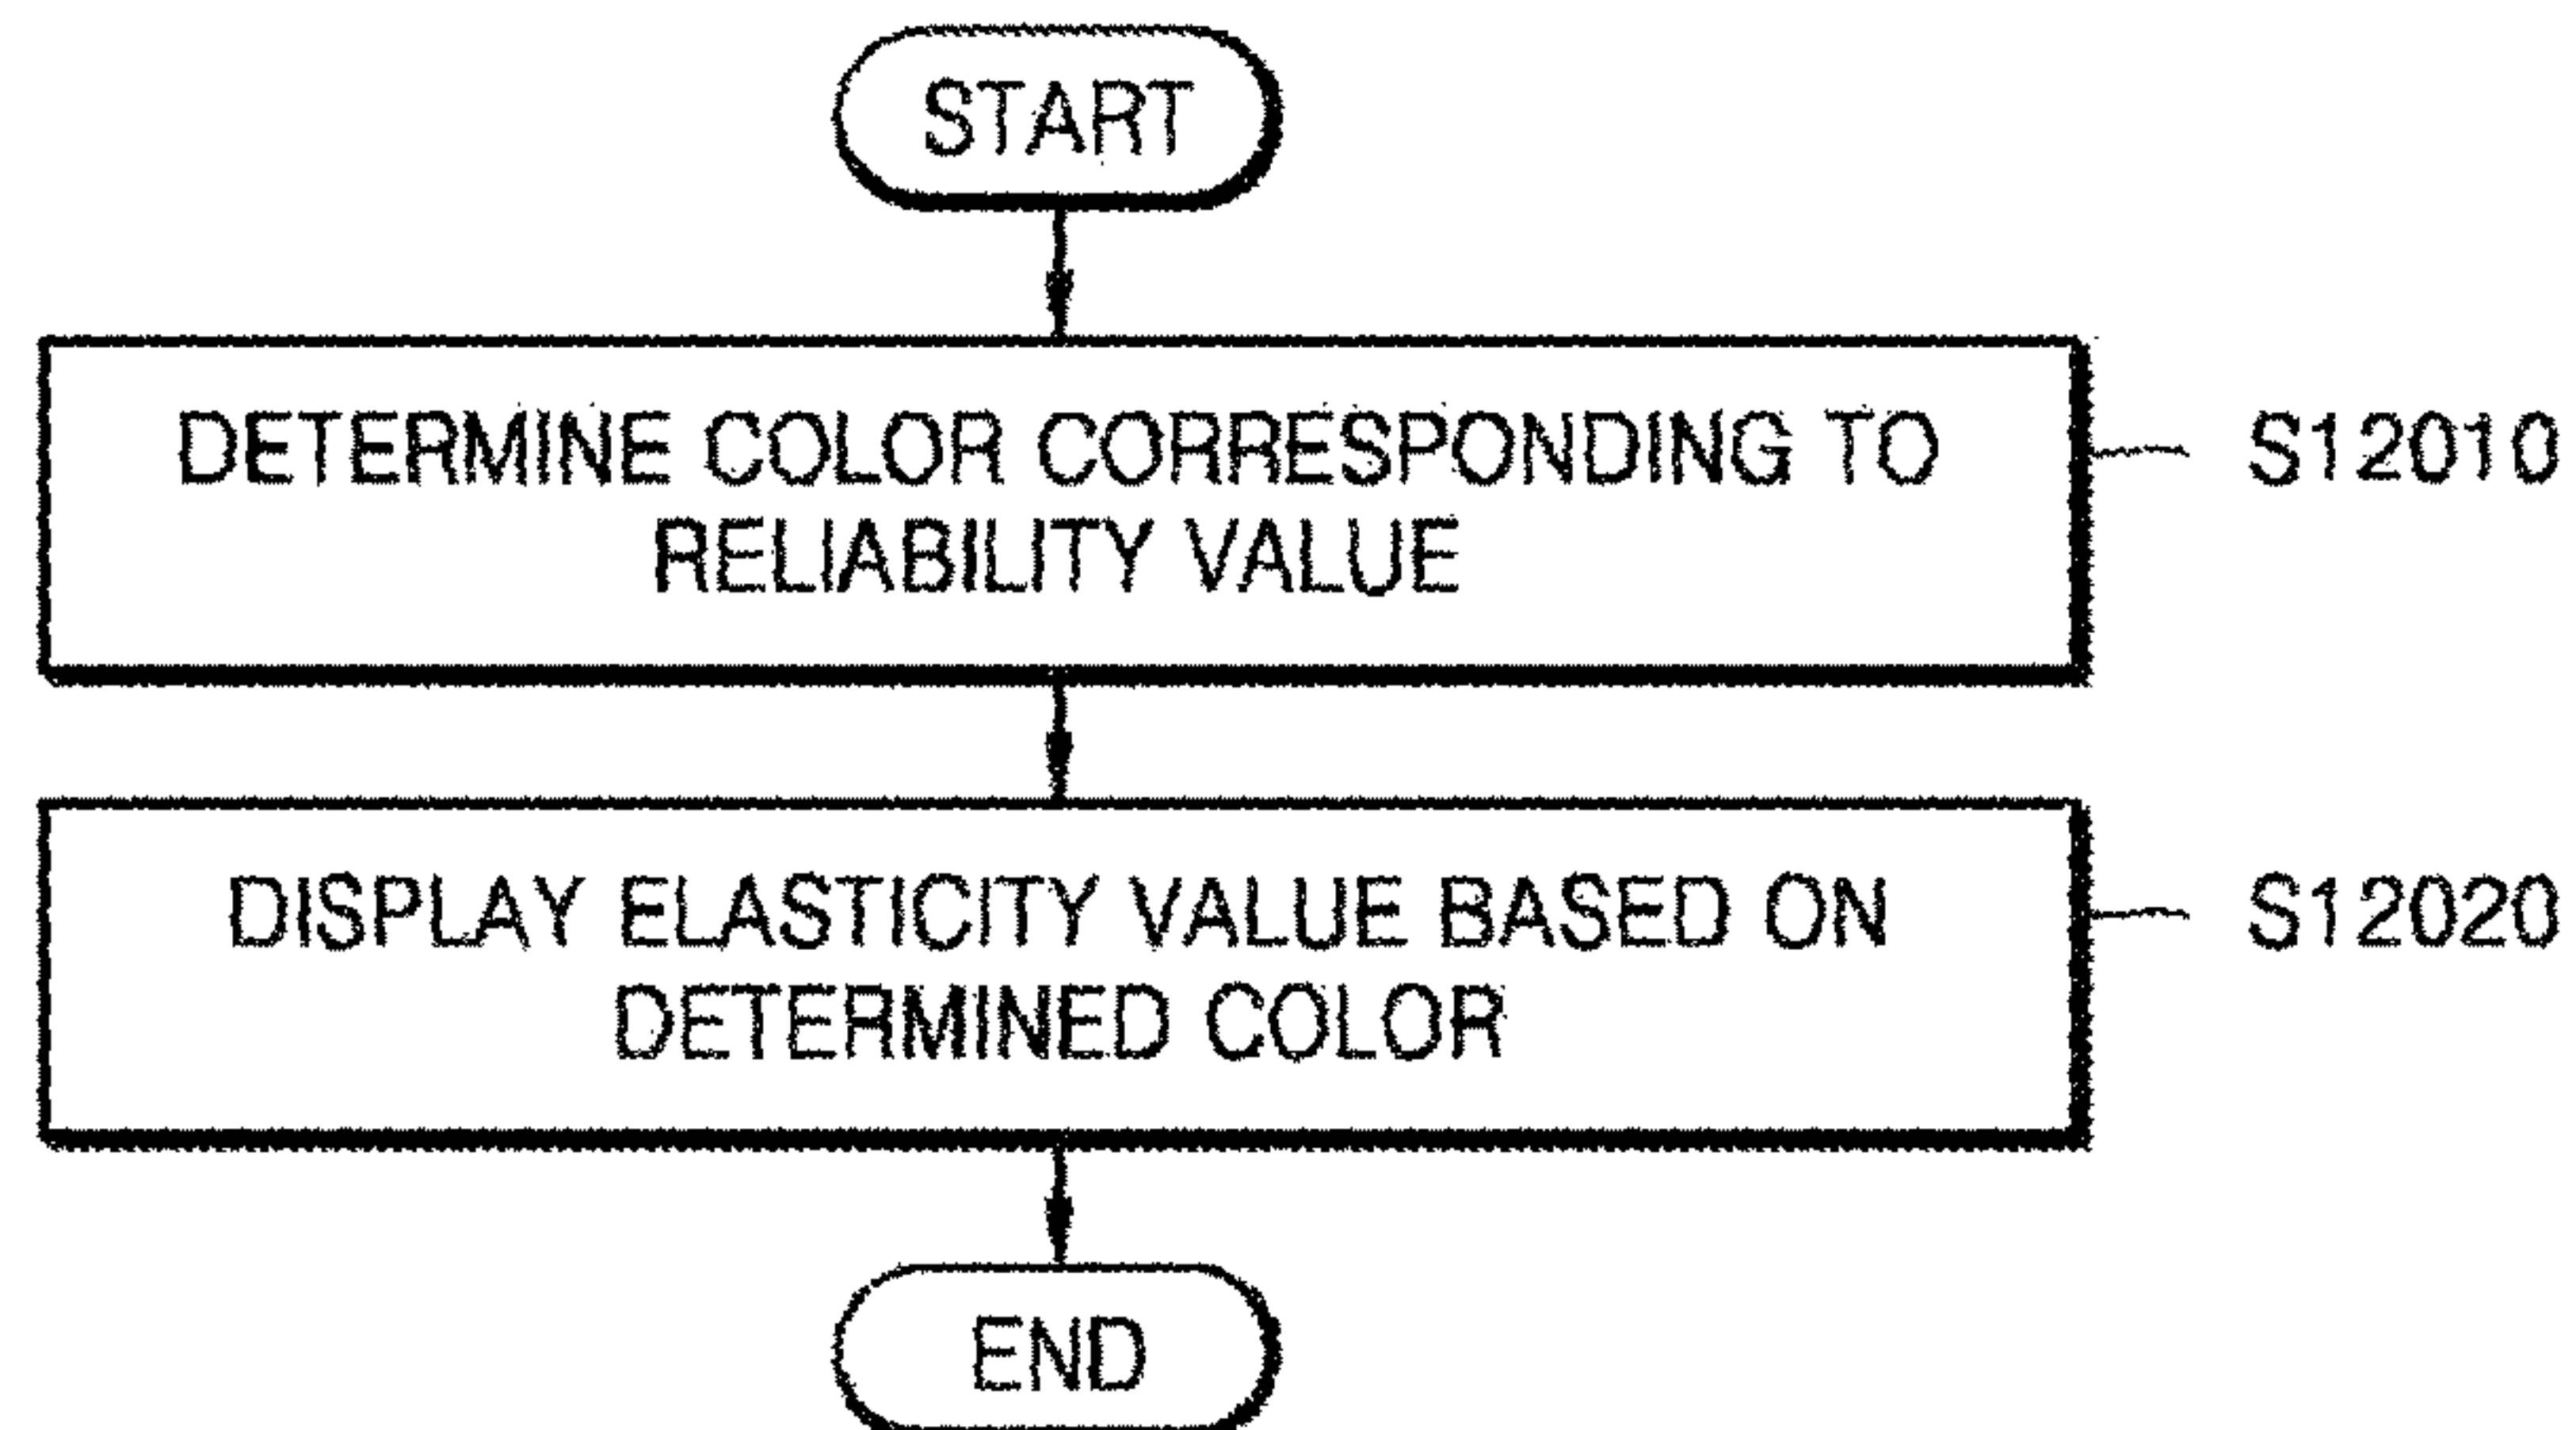 START
DETERMINE COLOR CORRESPONDING TO
RELIABILITY VALUE
S12010
DISPLAY ELASTICITY VALUE BASED ON
DETERMINED COLOR
S12020
END